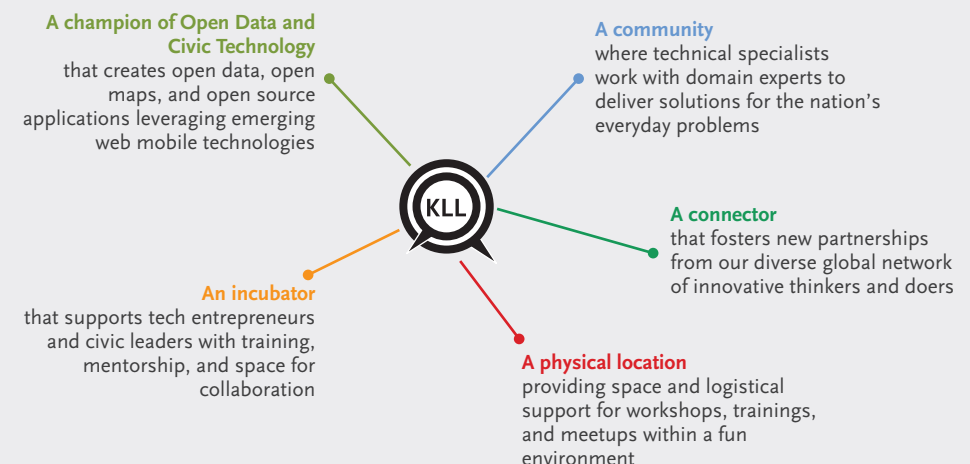 A champion of Open Data and
Civic Technology
that creates open data, open
maps, and open source
applications leveraging emerging
web mobile technologies
A community
where technical specialists
work with domain experts to
deliver solutions for the nation's
everyday problems
KLL
A connector
that fosters new partnerships
from our diverse global network
of innovative thinkers and doers
An incubator
that supports tech entrepreneurs
and civic leaders with training,
mentorship, and space for
collaboration
A physical location
providing space and logistical
support for workshops, trainings,
and meetups within a fun
environment